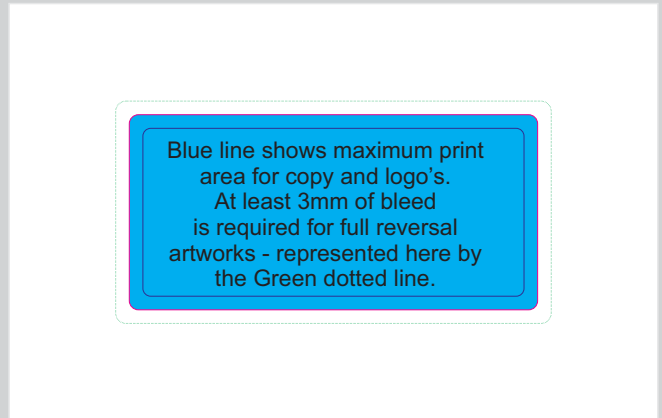 Blue line shows maximum print
area for copy and logo’s.
At least 3mm of bleed
is required for full reversal
artworks - represented here by
the Green dotted line.